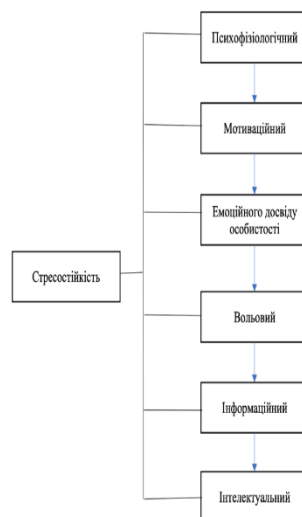 Психофізіологічний
Мотиваційний
Емоційного досвіду
особистості
Стресостійкість
Вольовий
Інформаційний
Інтелектуальний